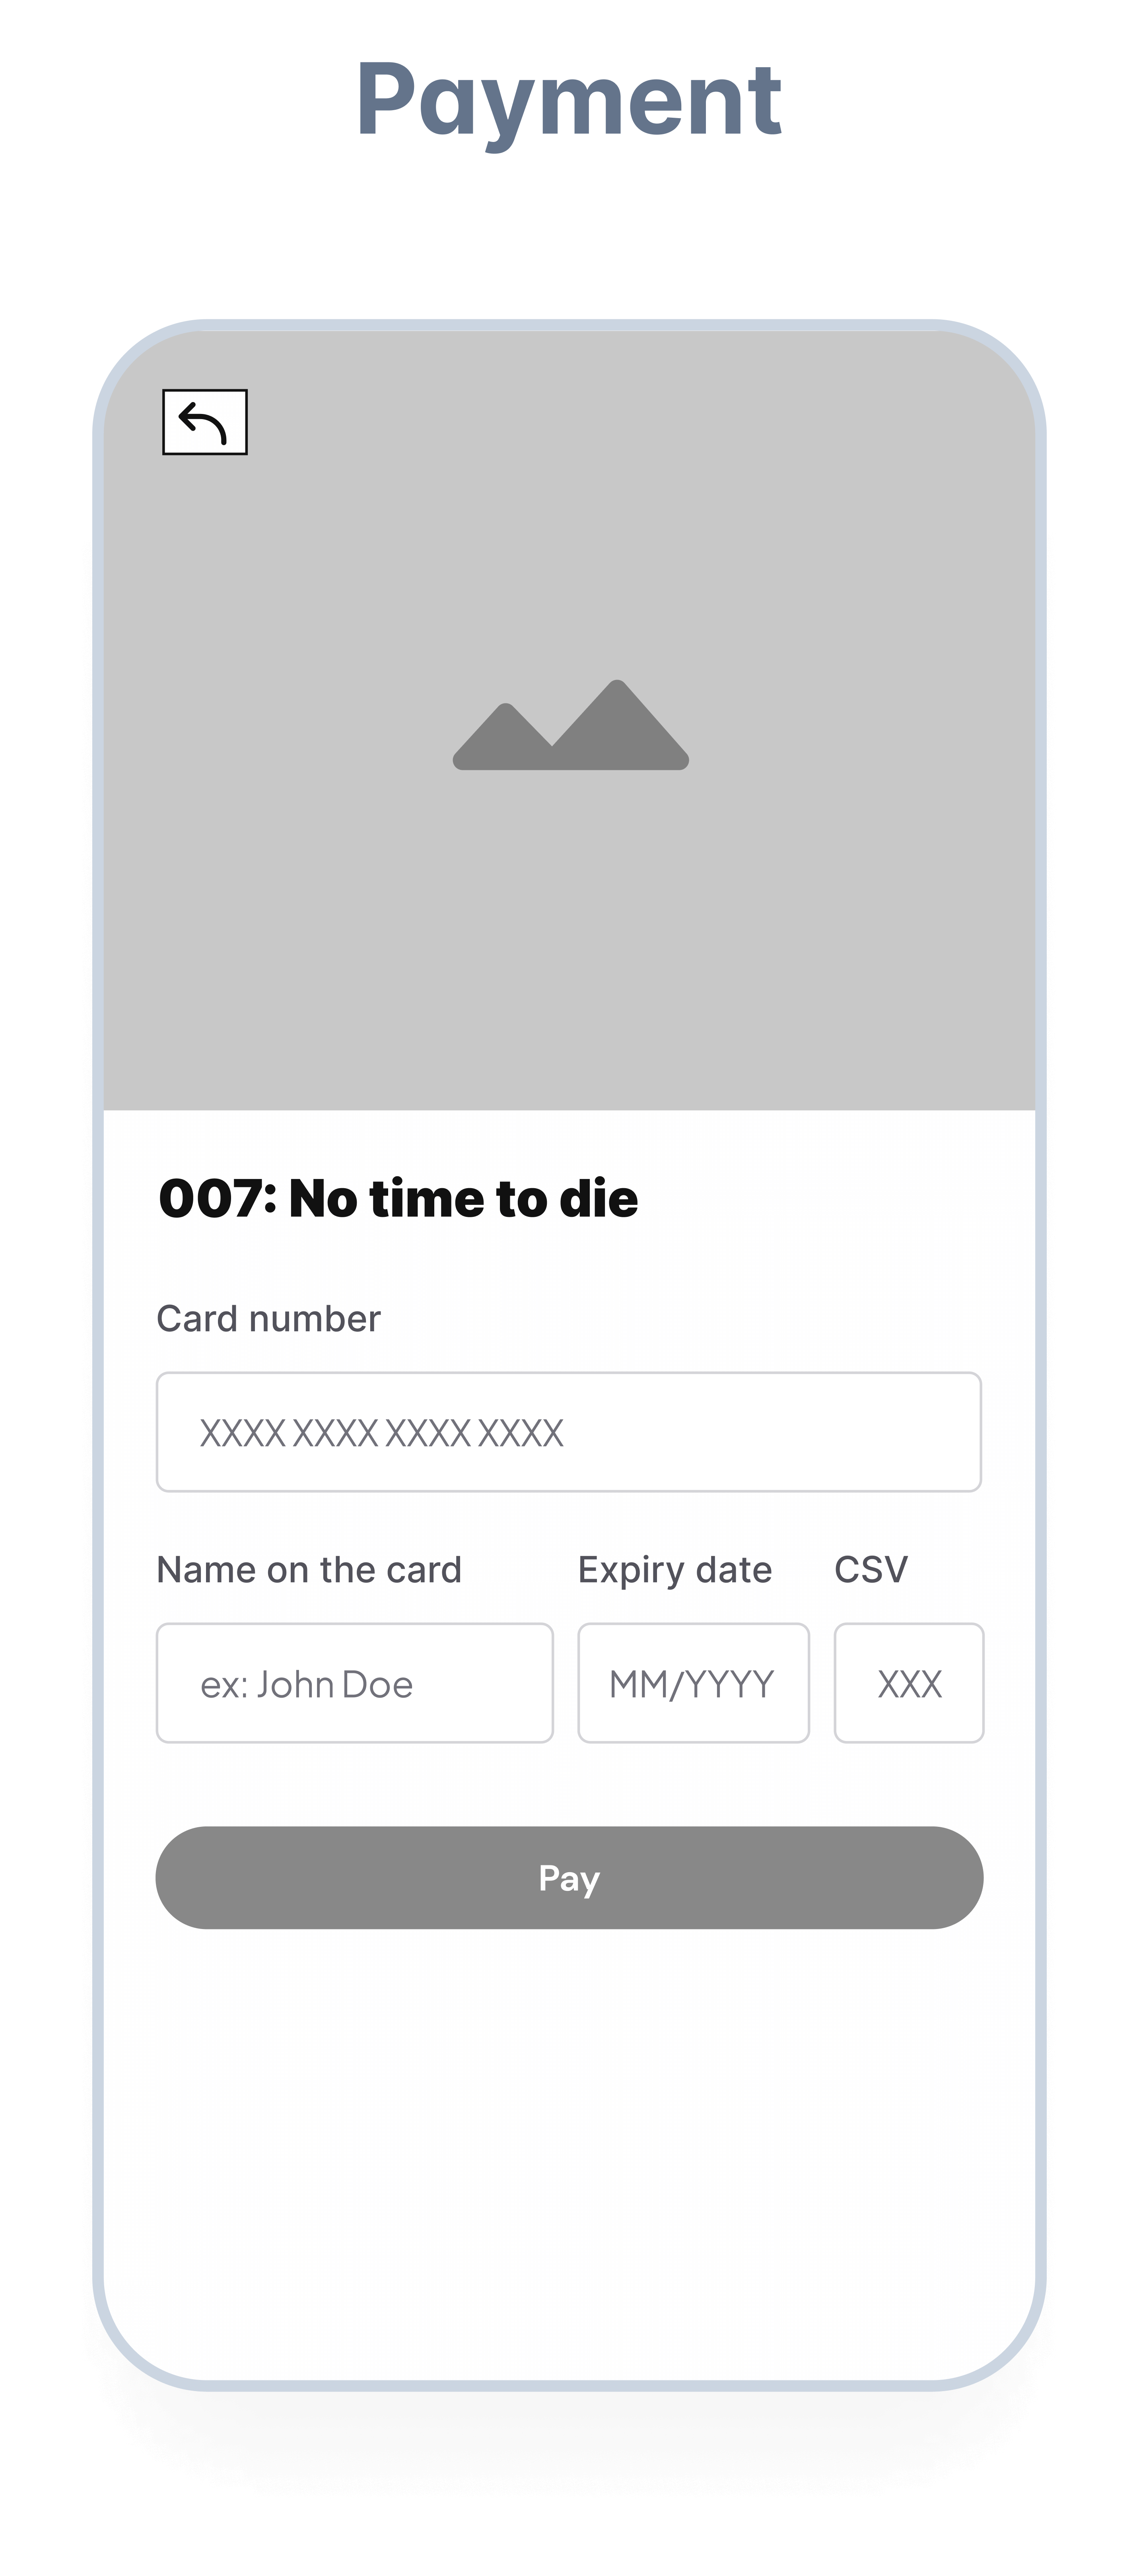 Payment
007: No time to die
Card number
XXXX XXXX XXXX XXXX
Name on the card Expiry date CSV
ex: John Doe MM/YYYY XXX
Pay